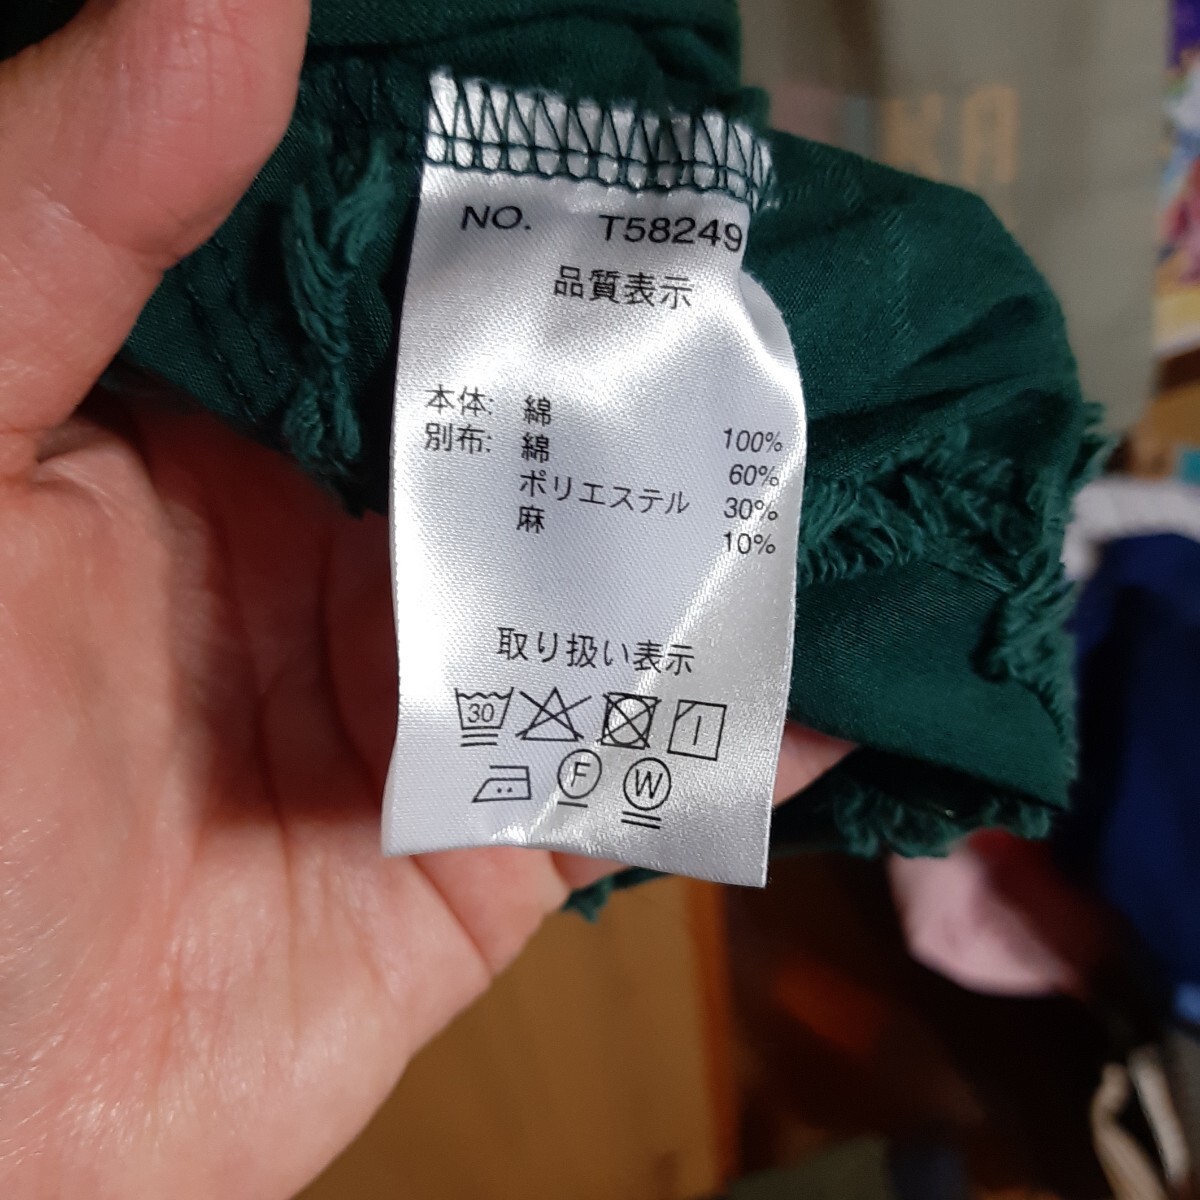 NO. T58249
品質表示
本体: 綿 100%
別布: 綿 60%
ポリエステル 30%
麻 10%
取り扱い表示
30
F W